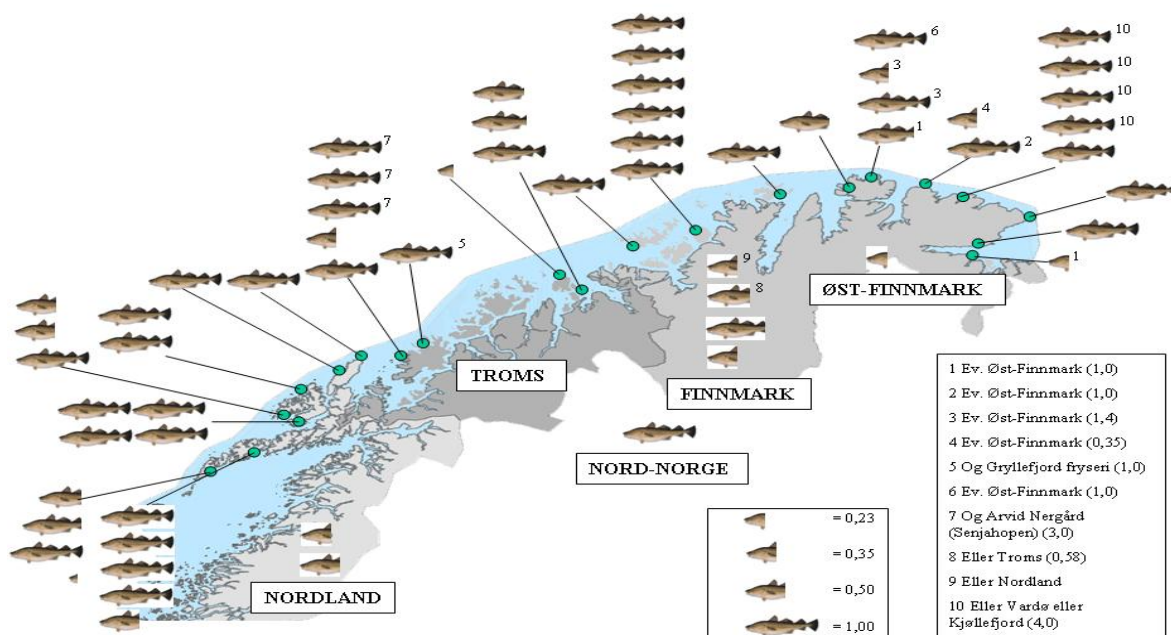 6
10
3
10
3
4
10
1
10
2
7
7
7
5
9
1
8
ØST-FINNMARK
TROMS
FINNMARK
NORD-NORGE
NORDLAND
= 0,23
= 0,35
= 0,50
= 1,00
1 Ev. Øst-Finnmark (1,0)
2 Ev. Øst-Finnmark (1,0)
3 Ev. Øst-Finnmark (1,4)
4 Ev. Øst-Finnmark (0,35)
5 Og Gryllefjord fryseri (1,0)
6 Ev. Øst-Finnmark (1,0)
7 Og Arvid Nergård
(Senjahopen) (3,0)
8 Eller Troms (0,58)
9 Eller Nordland
10 Eller Vardø eller
Kjøllefjord (4,0)